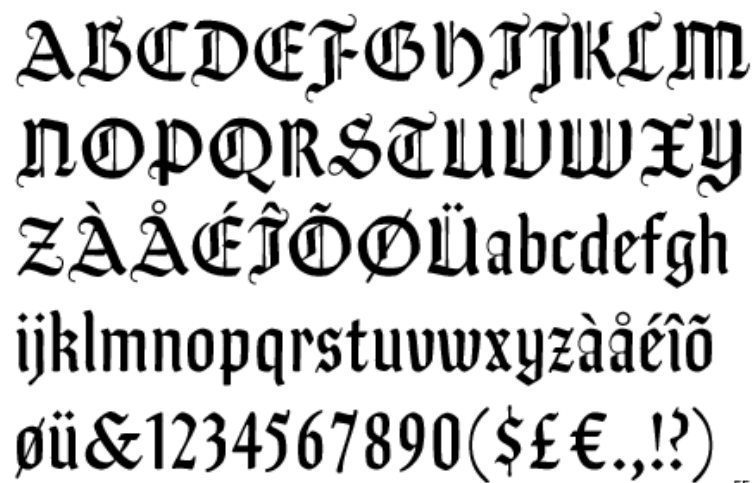 ABCDEFGHIJKLM
NOPQRSTUVWXY
ZÀÅÉÎÕØÜabcdefgh
ijklmnopqrstuvwxyzàåéîõ
øü&1234567890($£€.,!?)